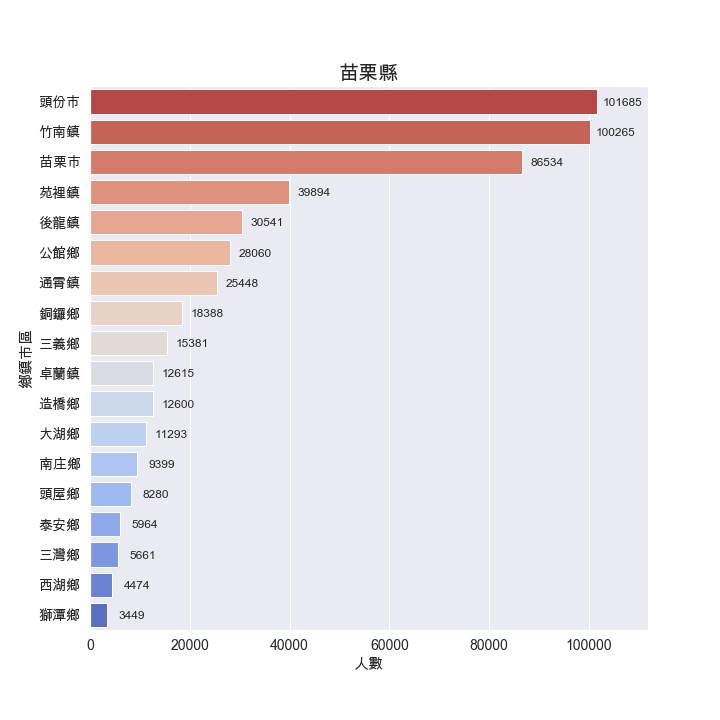 苗栗縣
頭份市 101685
竹南鎮 100265
苗栗市 86534
苑裡鎮 39894
後龍鎮 30541
公館鄉 28060
通霄鎮 25448
銅鑼鄉 18388
三義鄉 15381
卓蘭鎮 12615
造橋鄉 12600
大湖鄉 11293
南庄鄉 9399
頭屋鄉 8280
泰安鄉 5964
三灣鄉 5661
西湖鄉 4474
獅潭鄉 3449
鄉鎮市區
0 20000 40000 60000 80000 100000
人數